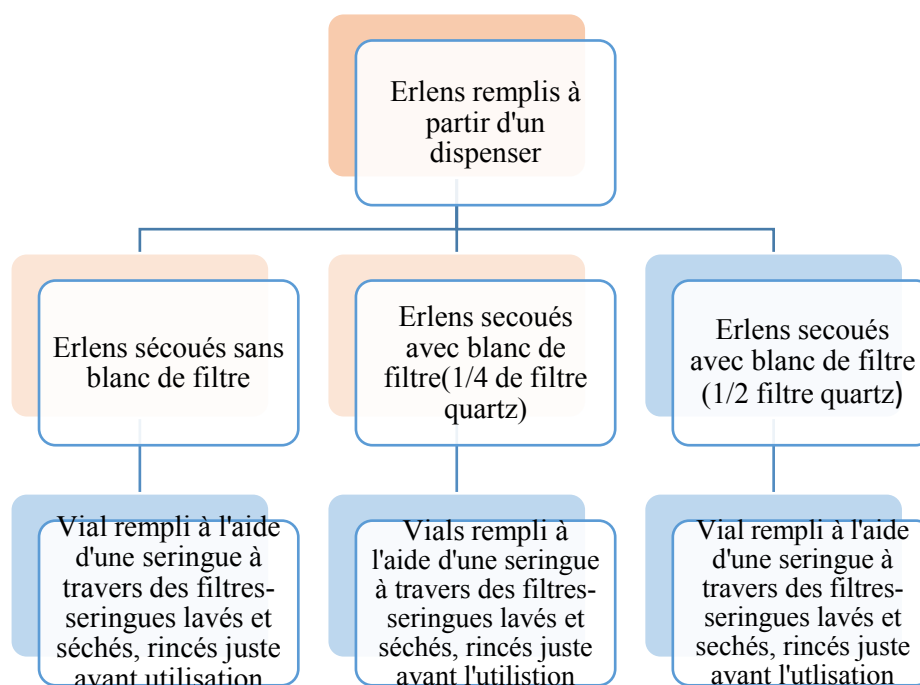 Erlens remplis à
partir d'un
dispenser
Erlens sécoués sans
blanc de filtre
Erlens secoués
avec blanc de
filtre(1/4 de filtre
quartz)
Erlens secoués
avec blanc de filtre
(1/2 filtre quartz)
Vial rempli à l'aide
d'une seringue à
travers des filtres-
seringues lavés et
séchés, rincés juste
avant utilisation
Vials rempli à
l'aide d'une seringue
à travers des filtres-
seringues lavés et
séchés, rincés juste
avant l'utilistion
Vial rempli à l'aide
d'une seringue à
travers des filtres-
seringues lavés et
sechés, rincés juste
avant l'utlisation